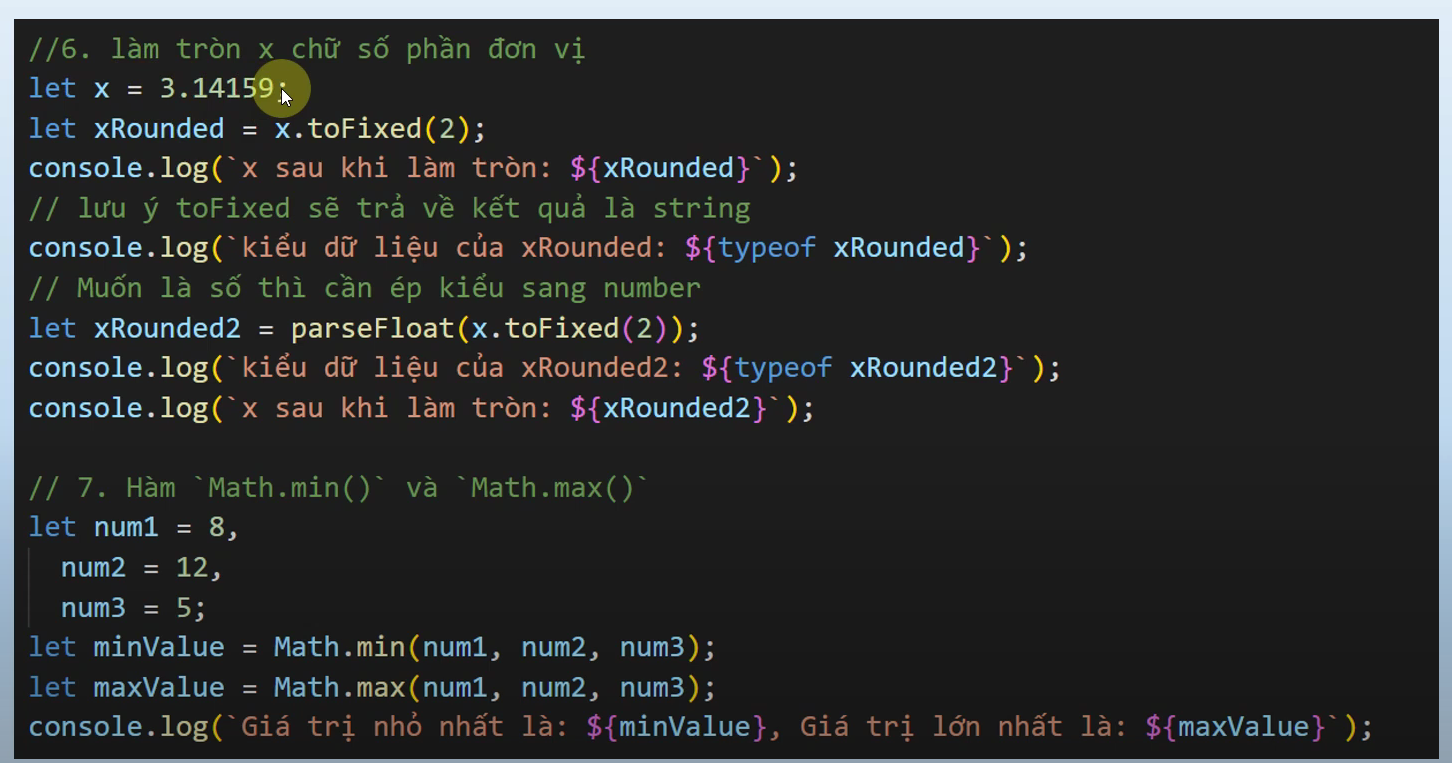 //6. làm tròn x chữ số phần đơn vị
let x = 3.14159;
let xRounded = x.toFixed(2);
console.log(`x sau khi làm tròn: ${xRounded}`);
// lưu ý toFixed sẽ trả về kết quả là string
console.log(`kiểu dữ liệu của xRounded: ${typeof xRounded}`);
// Muốn là số thì cần ép kiểu sang number
let xRounded2 = parseFloat(x.toFixed(2));
console.log(`kiểu dữ liệu của xRounded2: ${typeof xRounded2}`);
console.log(`x sau khi làm tròn: ${xRounded2}`);
// 7. Hàm `Math.min()` và `Math.max()`
let num1 = 8,
num2 = 12,
num3 = 5;
let minValue = Math.min(num1, num2, num3);
let maxValue = Math.max(num1, num2, num3);
console.log(`Giá trị nhỏ nhất là: ${minValue}, Giá trị lớn nhất là: ${maxValue}`);